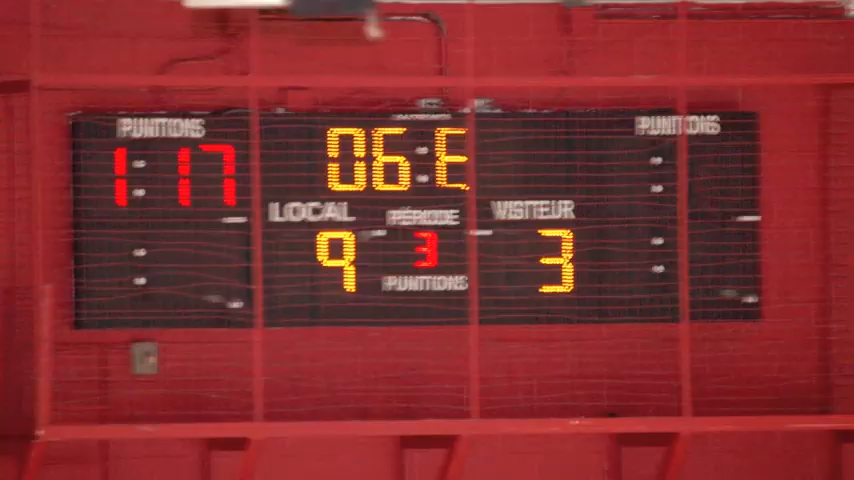 PUNITIONS
PUNITIONS
06:
1:17
LOCAL
PÉRIODE
VISITEUR
9
3
3
PUNITIONS